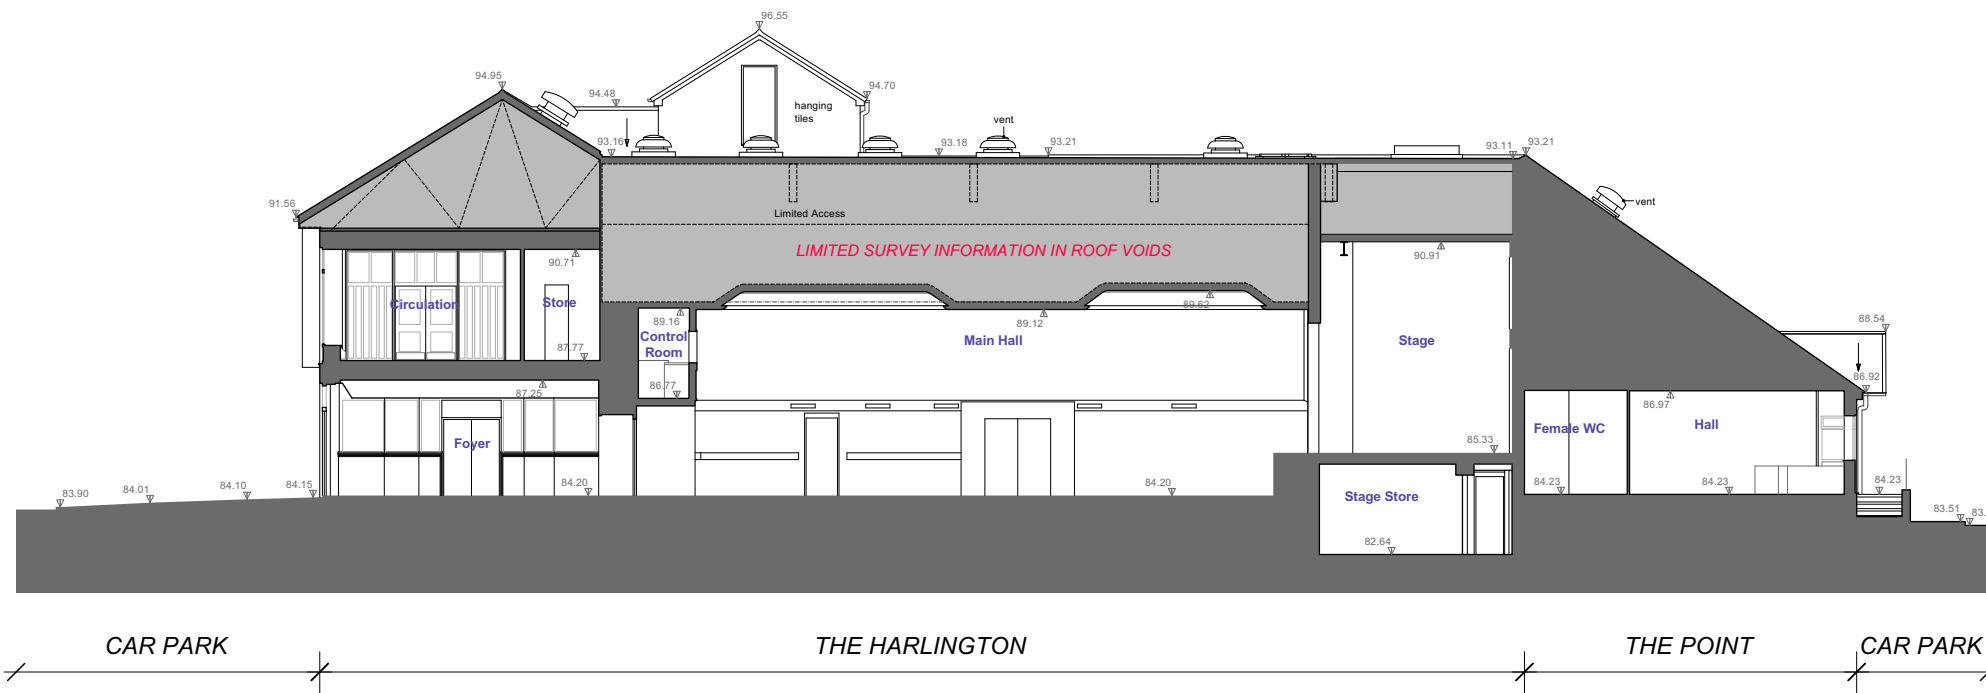 96.55
94.95
94.48
94.70
hanging
tiles
vent
93.16
93.18
93.21
93.11
93.21
vent
91.56
Limited Access
LIMITED SURVEY INFORMATION IN ROOF VOIDS
90.71
90.91
Circulation
Store
89.62
89.16
89.12
88.54
Control
Room
Main Hall
Stage
87.77
87.25
86.77
86.92
86.97
Foyer
Female WC
Hall
85.33
83.90
84.01
84.10
84.15
84.20
84.20
84.23
84.23
84.23
Stage Store
83.51
83.
82.64
CAR PARK
THE HARLINGTON
THE POINT
CAR PARK